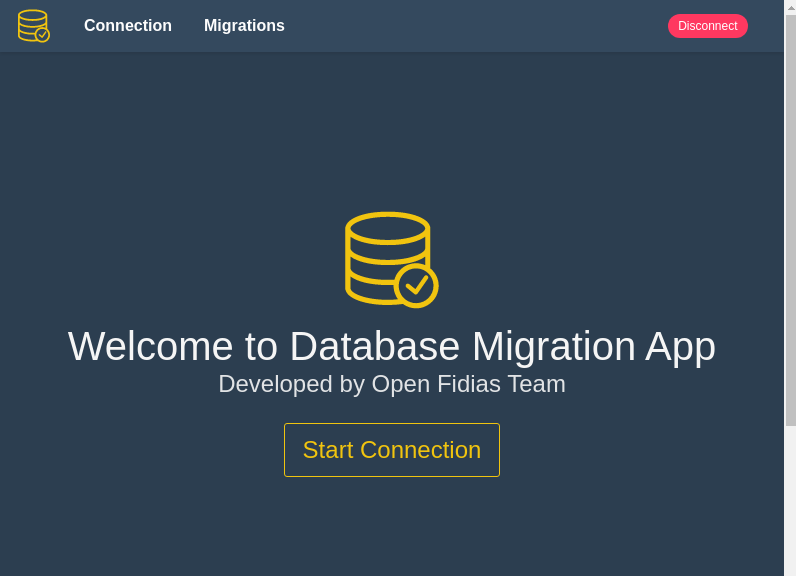 Connection Migrations Disconnect
Welcome to Database Migration App
Developed by Open Fidias Team
Start Connection